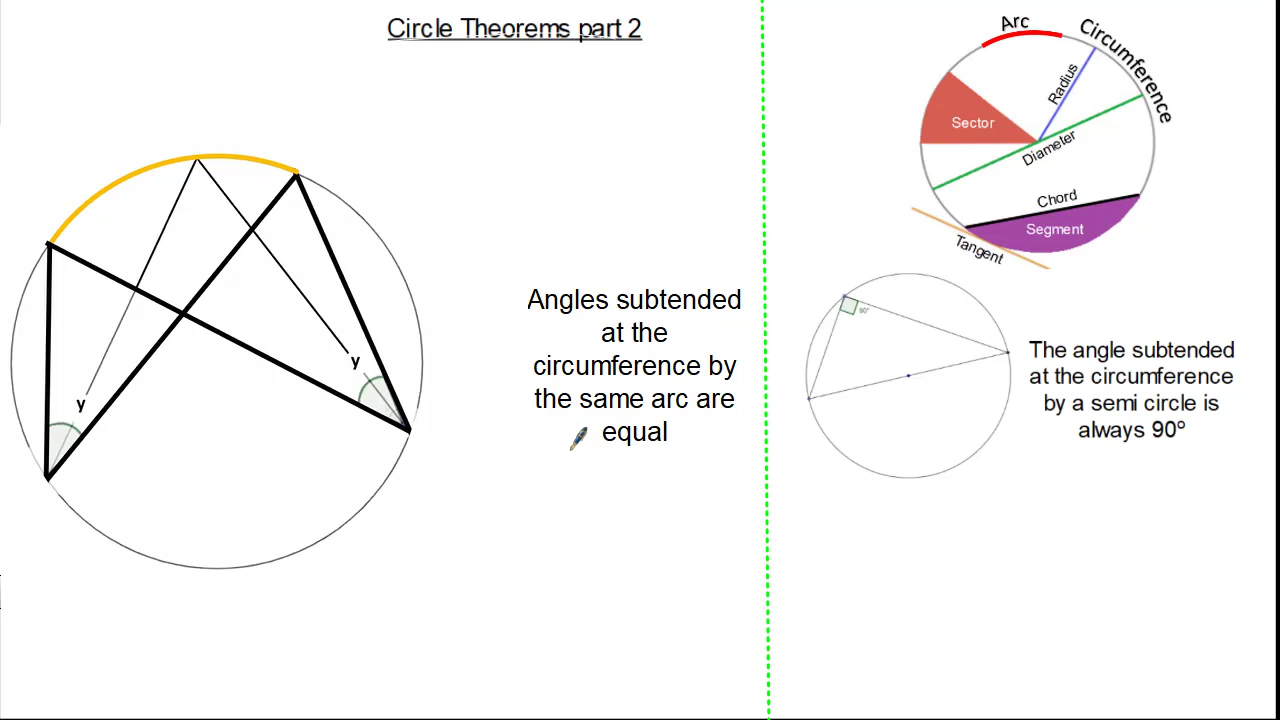 Circle Theorems part 2
y
y
Angles subtended
at the
circumference by
the same arc are
equal
Arc
Circumference
Radius
Sector
Diameter
Chord
Segment
Tangent
90°
The angle subtended
at the circumference
by a semi circle is
always 90º